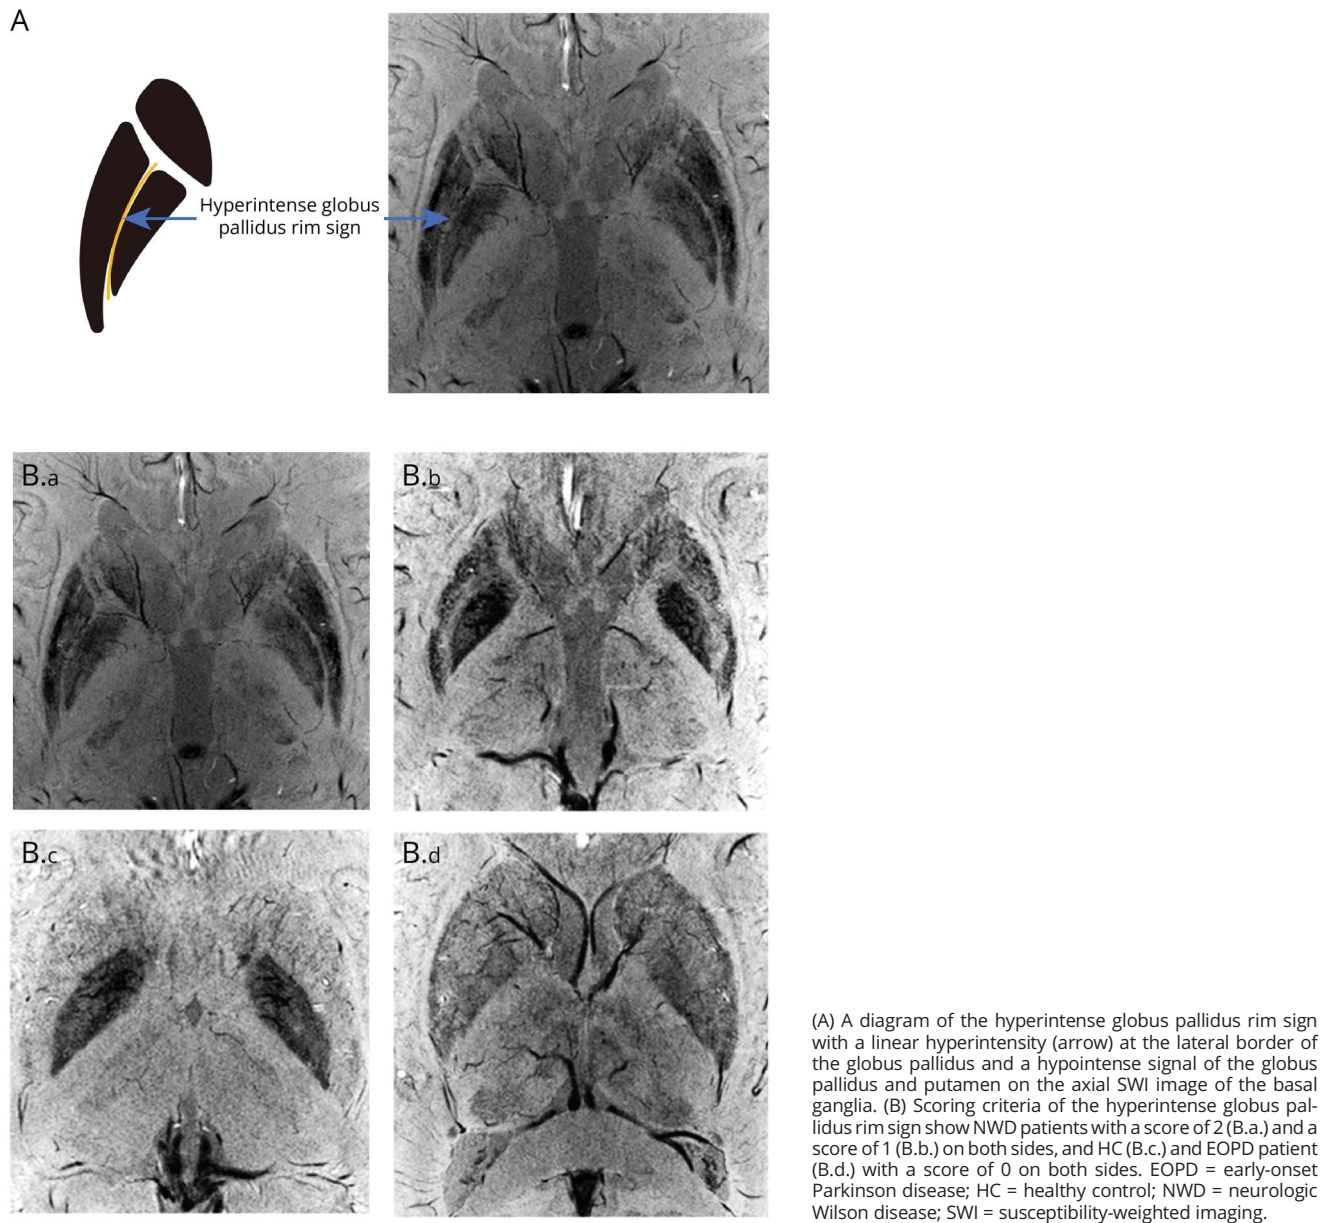 A
Hyperintense globus
pallidus rim sign
B.a
B.b
B.c
B.d
(A) A diagram of the hyperintense globus pallidus rim sign
with a linear hyperintensity (arrow) at the lateral border of
the globus pallidus and a hypointense signal of the globus
pallidus and putamen on the axial SWI image of the basal
ganglia. (B) Scoring criteria of the hyperintense globus pal-
lidus rim sign show NWD patients with a score of 2 (B.a.) and a
score of 1 (B.b.) on both sides, and HC (B.c.) and EOPD patient
(B.d.) with a score of 0 on both sides. EOPD = early-onset
Parkinson disease; HC = healthy control; NWD = neurologic
Wilson disease; SWI = susceptibility-weighted imaging.